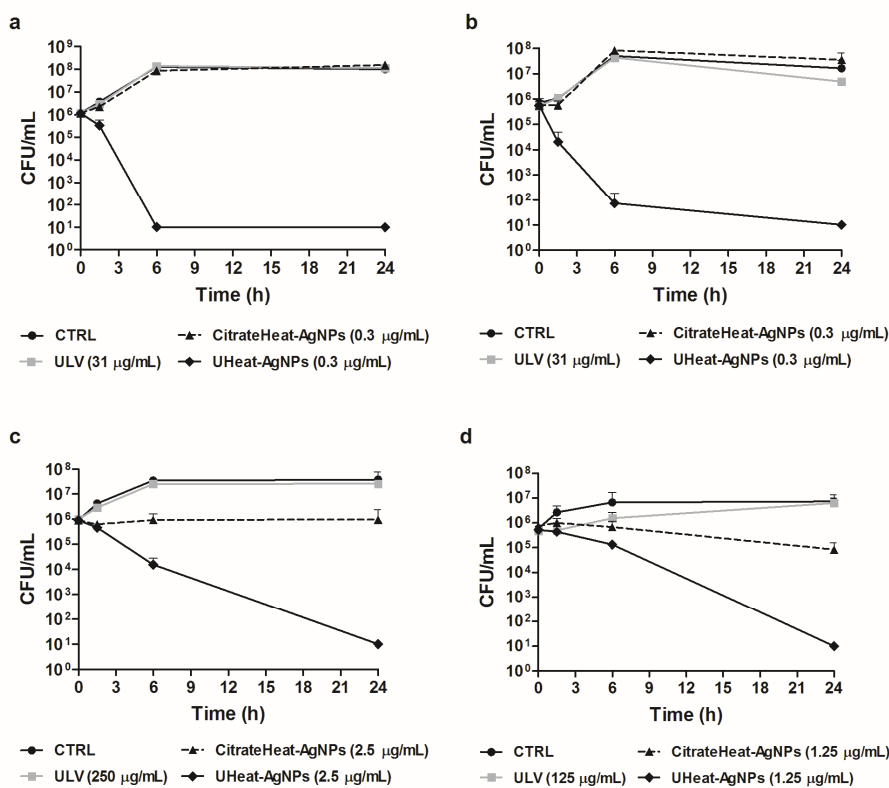 a
10⁹
10⁸
10⁷
10⁶
10⁵
10⁴
10³
10²
10¹
10⁰
CFU/mL
0 3 6 9 12 15 18 21 24
Time (h)
CTRL CitrateHeat-AgNPs (0.3 µg/mL)
ULV (31 µg/mL) UHeat-AgNPs (0.3 µg/mL)
b
10⁸
10⁷
10⁶
10⁵
10⁴
10³
10²
10¹
10⁰
CFU/mL
0 3 6 9 12 15 18 21 24
Time (h)
CTRL CitrateHeat-AgNPs (0.3 µg/mL)
ULV (31 µg/mL) UHeat-AgNPs (0.3 µg/mL)
c
10⁸
10⁷
10⁶
10⁵
10⁴
10³
10²
10¹
10⁰
CFU/mL
0 3 6 9 12 15 18 21 24
Time (h)
CTRL CitrateHeat-AgNPs (2.5 µg/mL)
ULV (250 µg/mL) UHeat-AgNPs (2.5 µg/mL)
d
10⁸
10⁷
10⁶
10⁵
10⁴
10³
10²
10¹
10⁰
CFU/mL
0 3 6 9 12 15 18 21 24
Time (h)
CTRL CitrateHeat-AgNPs (1.25 µg/mL)
ULV (125 µg/mL) UHeat-AgNPs (1.25 µg/mL)